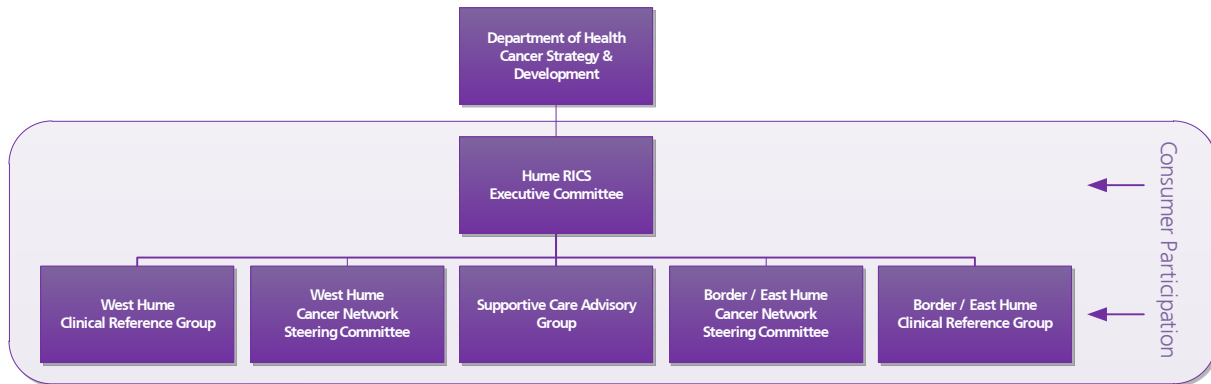 Department of Health
Cancer Strategy &
Development
Hume RICS
Executive Committee
Consumer Participation
West Hume
Clinical Reference Group
West Hume
Cancer Network
Steering Committee
Supportive Care Advisory
Group
Border / East Hume
Cancer Network
Steering Committee
Border / East Hume
Clinical Reference Group